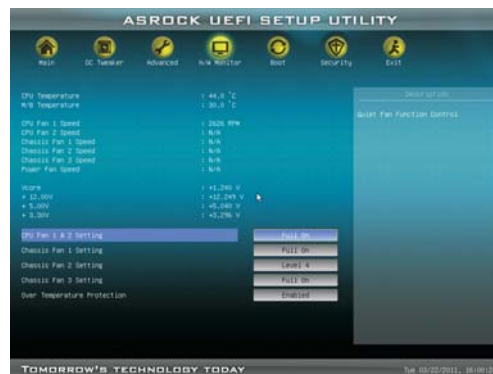 ASROCK UEFI SETUP UTILITY
Main OC Tweaker Advanced H/W Monitor Boot Security Exit
Description
Quiet Fan Function Control
CPU Temperature : 44.0 °C
M/B Temperature : 30.0 °C
CPU Fan 1 Speed : 2626 RPM
CPU Fan 2 Speed : N/A
Chassis Fan 1 Speed : N/A
Chassis Fan 2 Speed : N/A
Chassis Fan 3 Speed : N/A
Power Fan Speed : N/A
Vcore : +1.240 V
+ 12.00V : +12.249 V
+ 5.00V : +5.040 V
+ 3.30V : +3.296 V
CPU Fan 1 & 2 Setting Full On
Chassis Fan 1 Setting Full On
Chassis Fan 2 Setting Level 4
Chassis Fan 3 Setting Full On
Over Temperature Protection Enabled
TOMORROW'S TECHNOLOGY TODAY
Tue 03/22/2011,